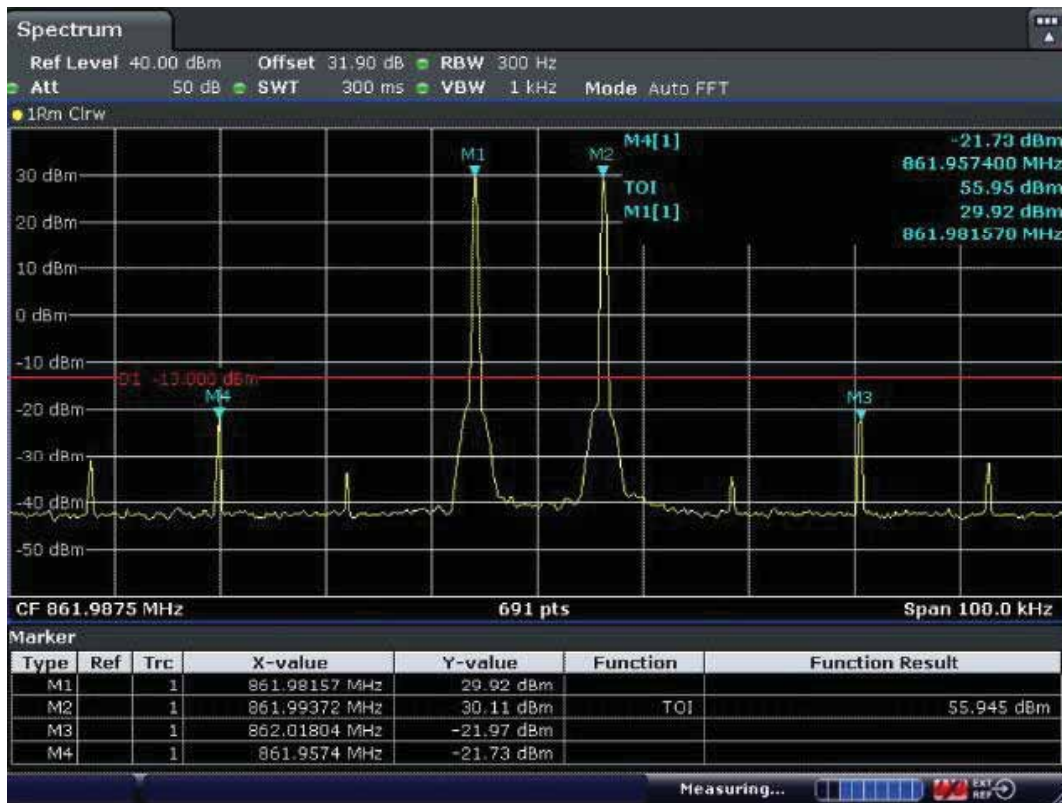 Spectrum
Ref Level 40.00 dBm Offset 31.90 dB RBW 300 Hz
Att 50 dB SWT 300 ms VBW 1 kHz Mode Auto FFT
1Rm Clrw
M4[1] -21.73 dBm
861.957400 MHz
TOI 55.95 dBm
M1[1] 29.92 dBm
861.981570 MHz
M1 M2
30 dBm
20 dBm
10 dBm
0 dBm
-10 dBm
D1 -13.000 dBm
M4 M3
-20 dBm
-30 dBm
-40 dBm
-50 dBm
CF 861.9875 MHz 691 pts Span 100.0 kHz
Marker
Type Ref Trc X-value Y-value Function Function Result
M1 1 861.98157 MHz 29.92 dBm
M2 1 861.99372 MHz 30.11 dBm TOI 55.945 dBm
M3 1 862.01804 MHz -21.97 dBm
M4 1 861.9574 MHz -21.73 dBm
Measuring... EXT REF